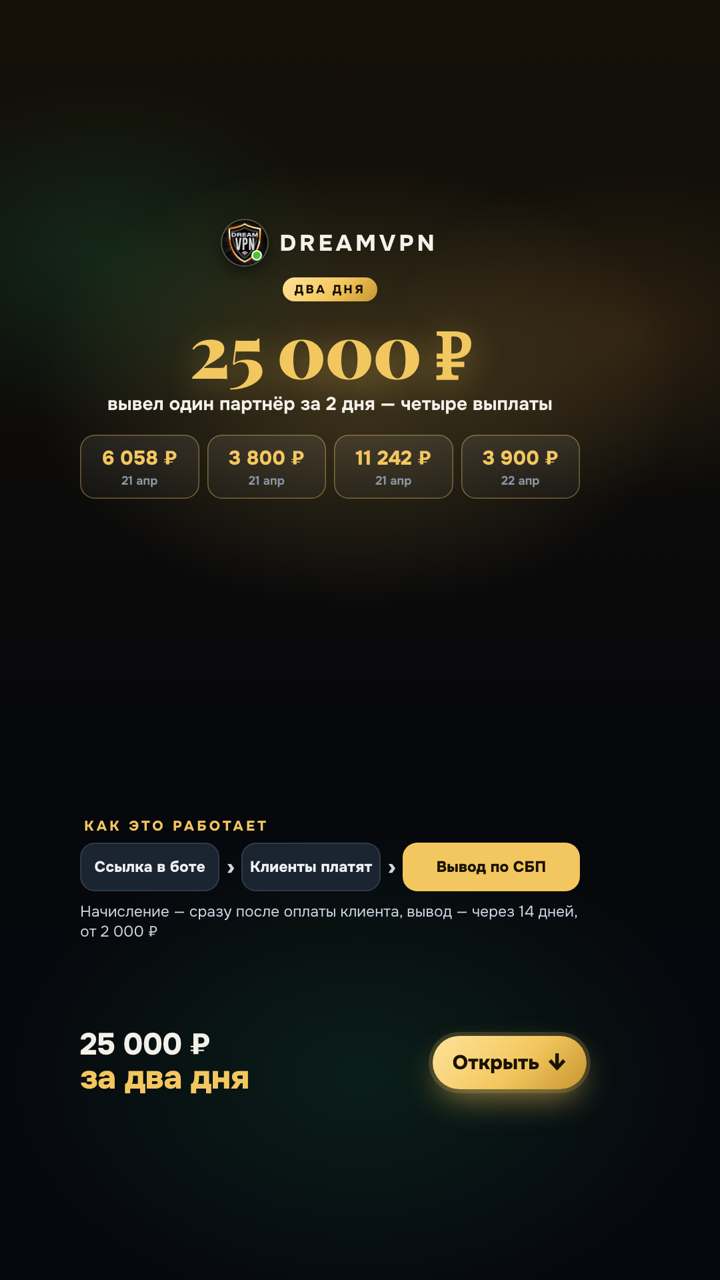 DREAM
VPN
DREAMVPN
ДВА ДНЯ
25 000 ₽
вывел один партнёр за 2 дня — четыре выплаты
6 058 ₽
21 апр
3 800 ₽
21 апр
11 242 ₽
21 апр
3 900 ₽
22 апр
КАК ЭТО РАБОТАЕТ
Ссылка в боте › Клиенты платят › Вывод по СБП
Начисление — сразу после оплаты клиента, вывод — через 14 дней,
от 2 000 ₽
25 000 ₽
за два дня
Открыть ↓